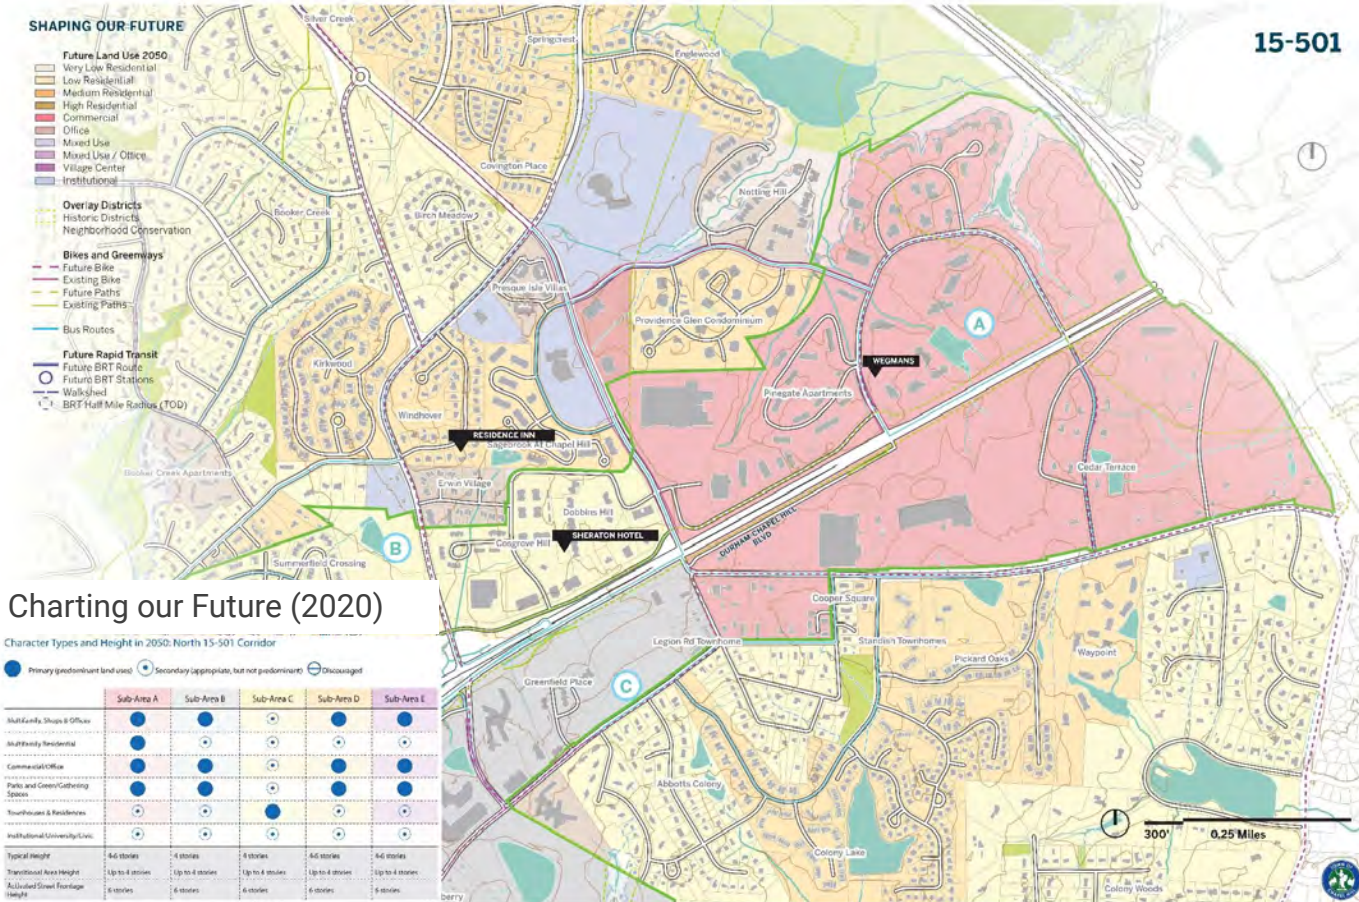 SHAPING OUR FUTURE
15-501
Future Land Use 2050
Very Low Residential
Low Residential
Medium Residential
High Residential
Commercial
Office
Mixed Use
Mixed Use / Office
Village Center
Institutional
Overlay Districts
Historic Districts
Neighborhood Conservation
Bikes and Greenways
Future Bike
Existing Bike
Future Paths
Existing Paths
Bus Routes
Future Rapid Transit
Future BRT Route
Future BRT Stations
Walkshed
BRT Half Mile Radius (TOD)
Silver Creek
Springcrest
Englewood
Covington Place
Notting Hill
Booker Creek
Birch Meadow
Presque Isle Villas
Providence Glen Condominium
A
WEGMANS
Kirkwood
Pinegate Apartments
Windhover
RESIDENCE INN
Sagebrook At Chapel Hill
Booker Creek Apartments
Erwin Village
Cedar Terrace
Dobbins Hill
DURHAM-CHAPEL HILL
BLVD
B
Cosgrove Hill
SHERATON HOTEL
Summerfield Crossing
Cooper Square
Legion Rd Townhome
Standish Townhomes
Pickard Oaks
Waypoint
Greenfield Place
C
Abbotts Colony
Colony Lake
Colony Woods
berry
300'
0.25 Miles
Charting our Future (2020)
Character Types and Height in 2050: North 15-501 Corridor
Primary (predominant land uses) Secondary (appropriate, but not predominant) Discouraged
Sub-Area A Sub-Area B Sub-Area C Sub-Area D Sub-Area E
Multifamily, Shops & Offices
Multifamily Residential
Commercial/Office
Parks and Green/Gathering
Spaces
Townhouses & Residences
Institutional/University/Civic
Typical Height 4-6 stories 4 stories 4 stories 4-6 stories 4-6 stories
Transitional Area Height Up to 4 stories Up to 4 stories Up to 4 stories Up to 4 stories Up to 4 stories
Activated Street Frontage
Height 6 stories 6 stories 6 stories 6 stories